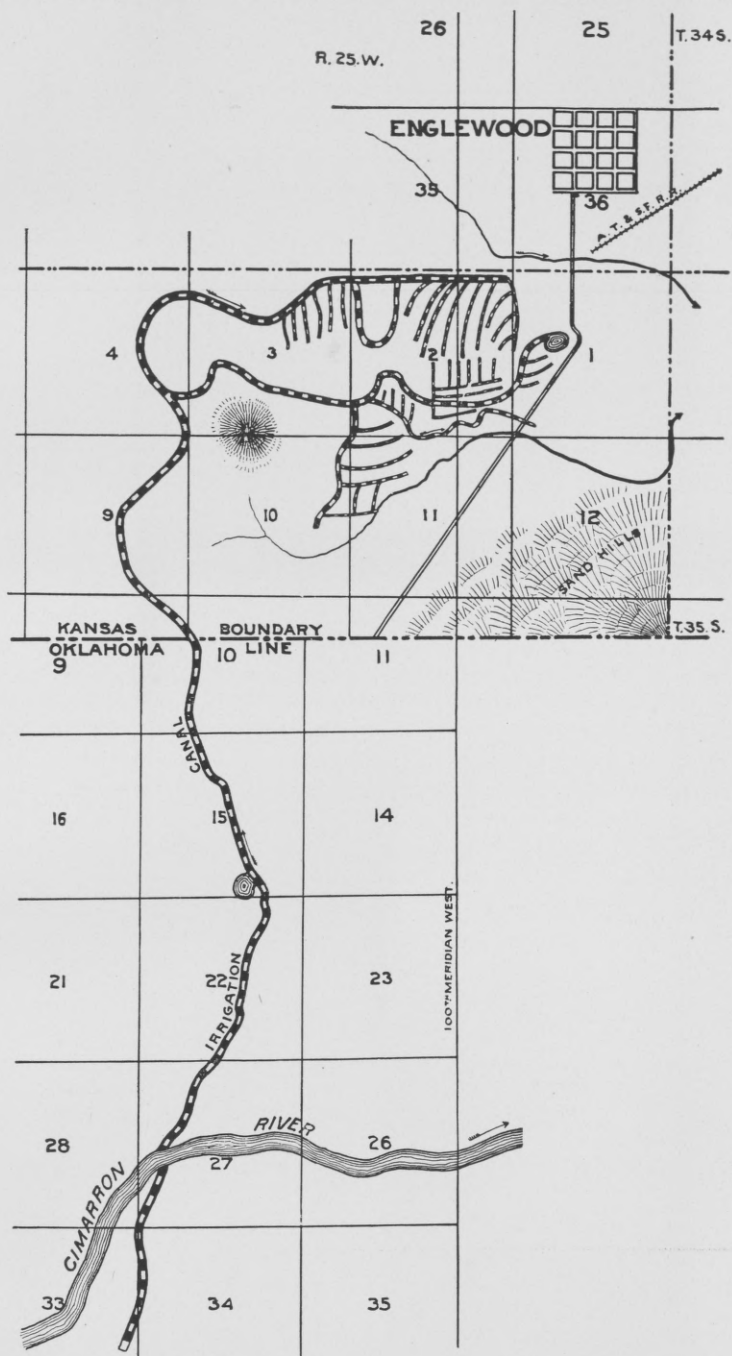 26 25 T.34S.
R.25.W.
ENGLEWOOD
35 36
A.T.& S.F.R.R.
4 3 2 1
9 10 11 12
SAND HILLS
KANSAS BOUNDARY T.35.S.
OKLAHOMA LINE
9 10 11
CANAL
16 15 14
100TH MERIDIAN WEST.
21 22 23
IRRIGATION
RIVER
28 27 26
CIMARRON
33 34 35